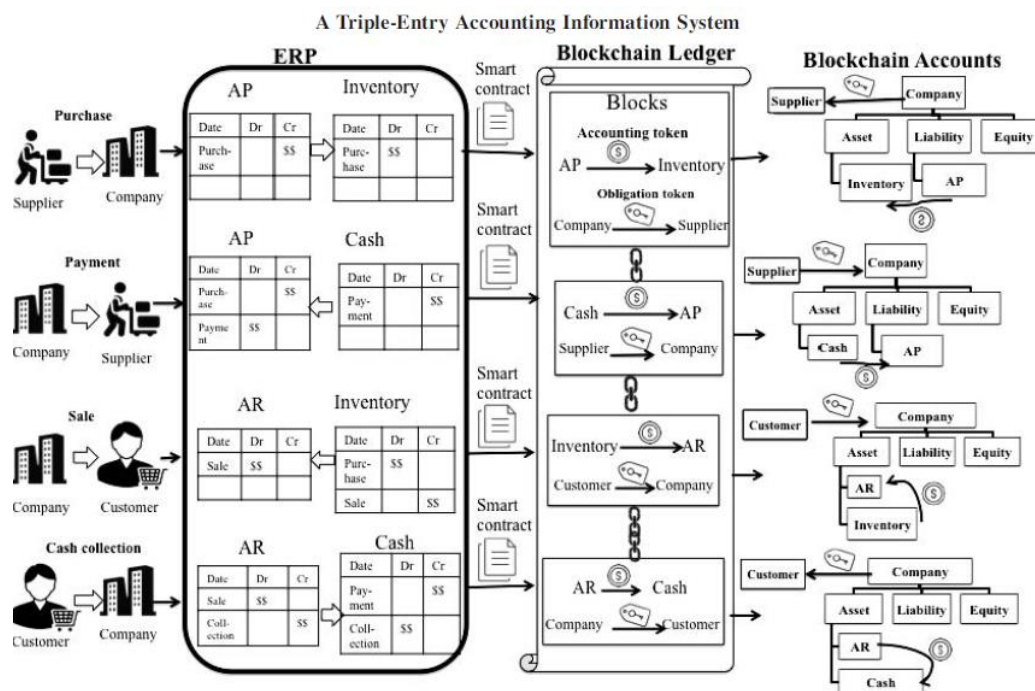 A Triple-Entry Accounting Information System
ERP
Blockchain Ledger
Blockchain Accounts
Purchase
Supplier
Company
AP
Date Dr Cr
Purch-
ase $$
Inventory
Date Dr Cr
Purc-
hase $$
Smart
contract
Blocks
Accounting token
AP Inventory
Obligation token
Company Supplier
Supplier
Company
Asset
Liability
Equity
Inventory
AP
Payment
Company
Supplier
AP
Date Dr Cr
Purch-
ase $$
Payme
nt $$
Cash
Date Dr Cr
Pay-
ment $$
Smart
contract
Cash AP
Supplier Company
Supplier
Company
Asset
Liability
Equity
Cash
AP
Sale
Company
Customer
AR
Date Dr Cr
Sale $$
Inventory
Date Dr Cr
Purc-
hase $$
Sale $$
Smart
contract
Inventory AR
Customer Company
Customer
Company
Asset
Liability
Equity
AR
Inventory
Cash collection
Customer
Company
AR
Date Dr Cr
Sale $$
Coll-
ection $$
Cash
Date Dr Cr
Pay-
ment $$
Coll-
ection $$
Smart
contract
AR Cash
Company Customer
Customer
Company
Asset
Liability
Equity
AR
Cash